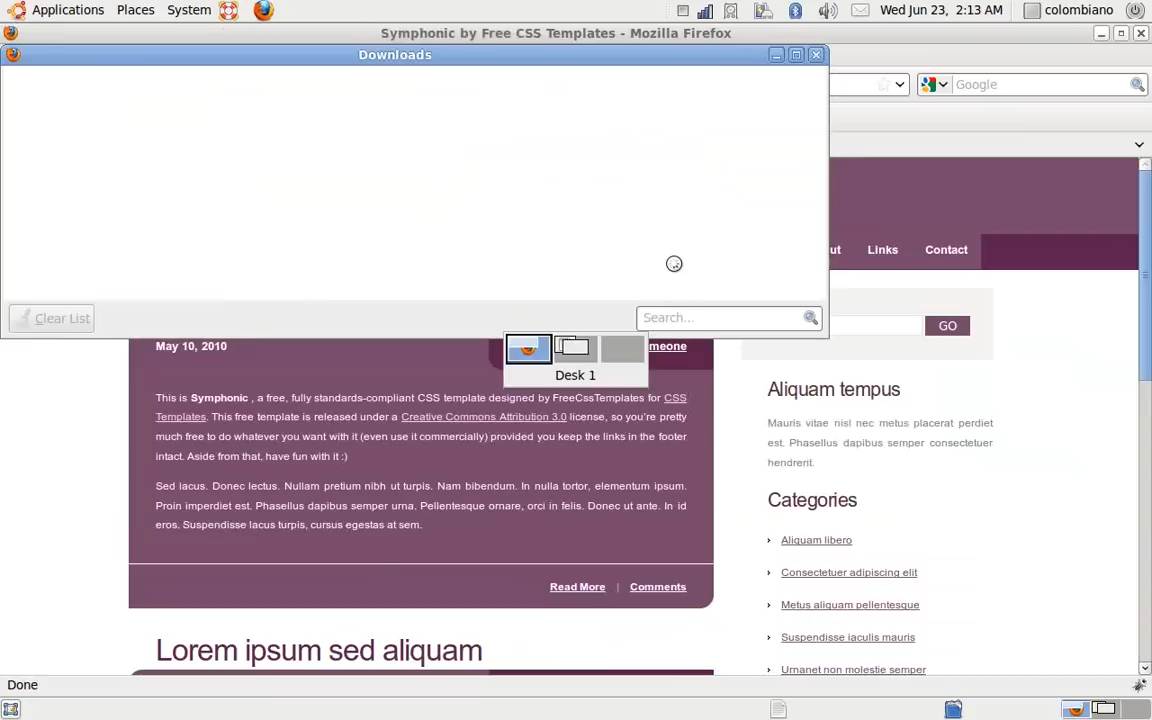 Applications Places System Wed Jun 23, 2:13 AM colombiano
Symphonic by Free CSS Templates - Mozilla Firefox
Downloads
Google
ut Links Contact
Clear List Search...
GO
May 10, 2010 meone
Desk 1
Aliquam tempus
This is Symphonic , a free, fully standards-compliant CSS template designed by FreeCssTemplates for CSS
Templates. This free template is released under a Creative Commons Attribution 3.0 license, so you're pretty
much free to do whatever you want with it (even use it commercially) provided you keep the links in the footer
intact. Aside from that, have fun with it :)
Mauris vitae nisl nec metus placerat perdiet
est. Phasellus dapibus semper consectetuer
hendrerit.
Sed lacus. Donec lectus. Nullam pretium nibh ut turpis. Nam bibendum. In nulla tortor, elementum ipsum.
Proin imperdiet est. Phasellus dapibus semper urna. Pellentesque ornare, orci in felis. Donec ut ante. In id
eros. Suspendisse lacus turpis, cursus egestas at sem.
Categories
Aliquam libero
Consectetuer adipiscing elit
Metus aliquam pellentesque
Suspendisse iaculis mauris
Urnanet non molestie semper
Read More | Comments
Lorem ipsum sed aliquam
Done